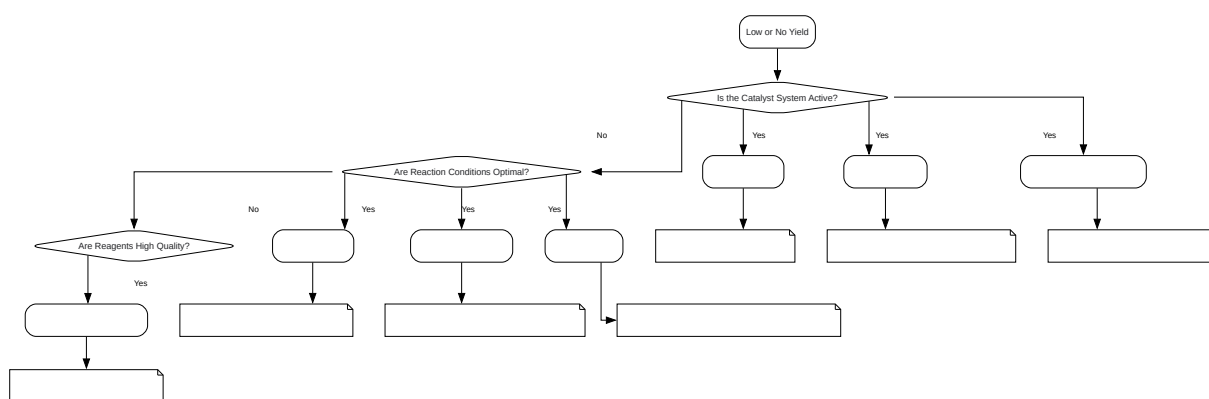 Low or No Yield
Is the Catalyst System Active?
No
Yes
Yes
Yes
Are Reaction Conditions Optimal?
No
Yes
Yes
Yes
Are Reagents High Quality?
Yes